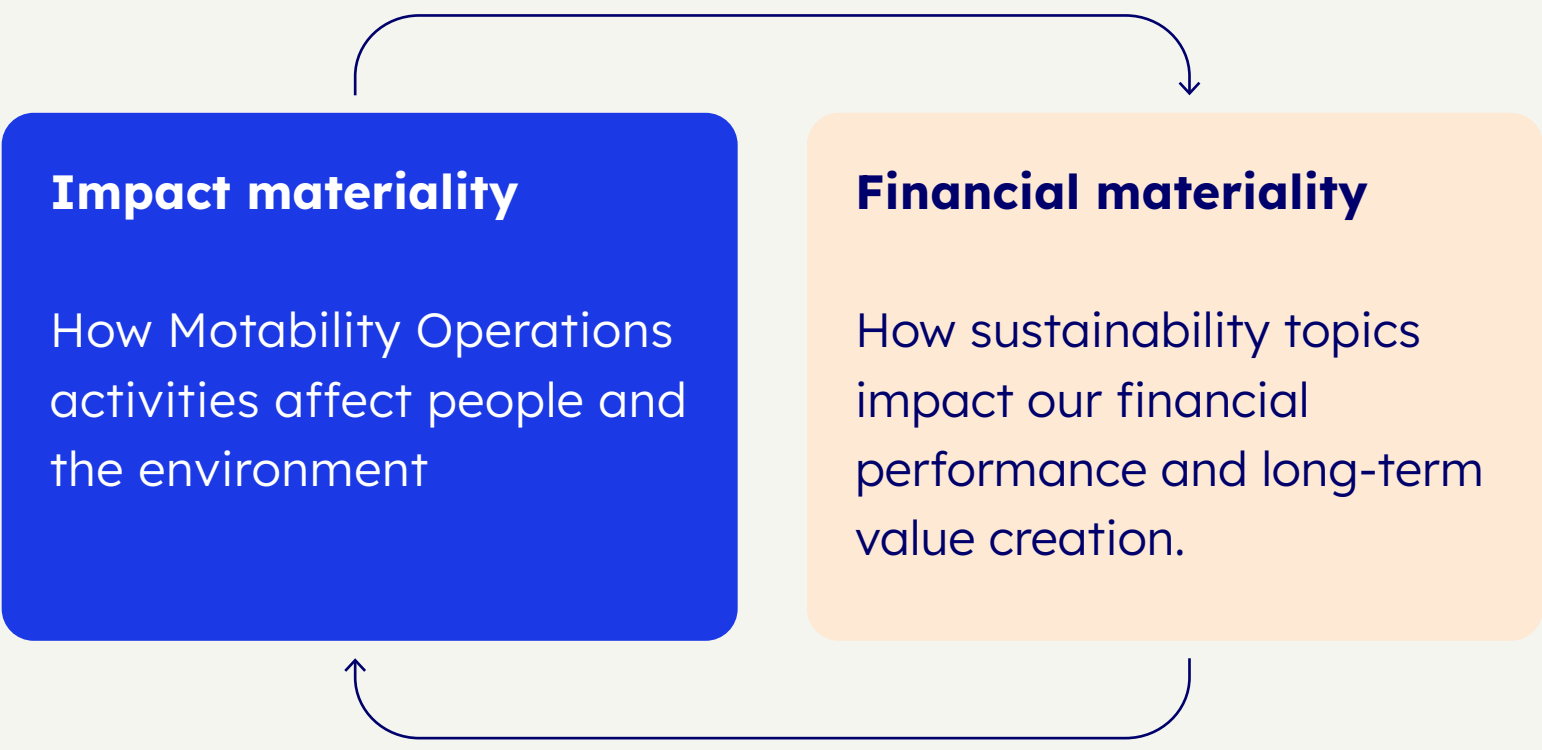 Impact materiality
How Motability Operations
activities affect people and
the environment
Financial materiality
How sustainability topics
impact our financial
performance and long-term
value creation.